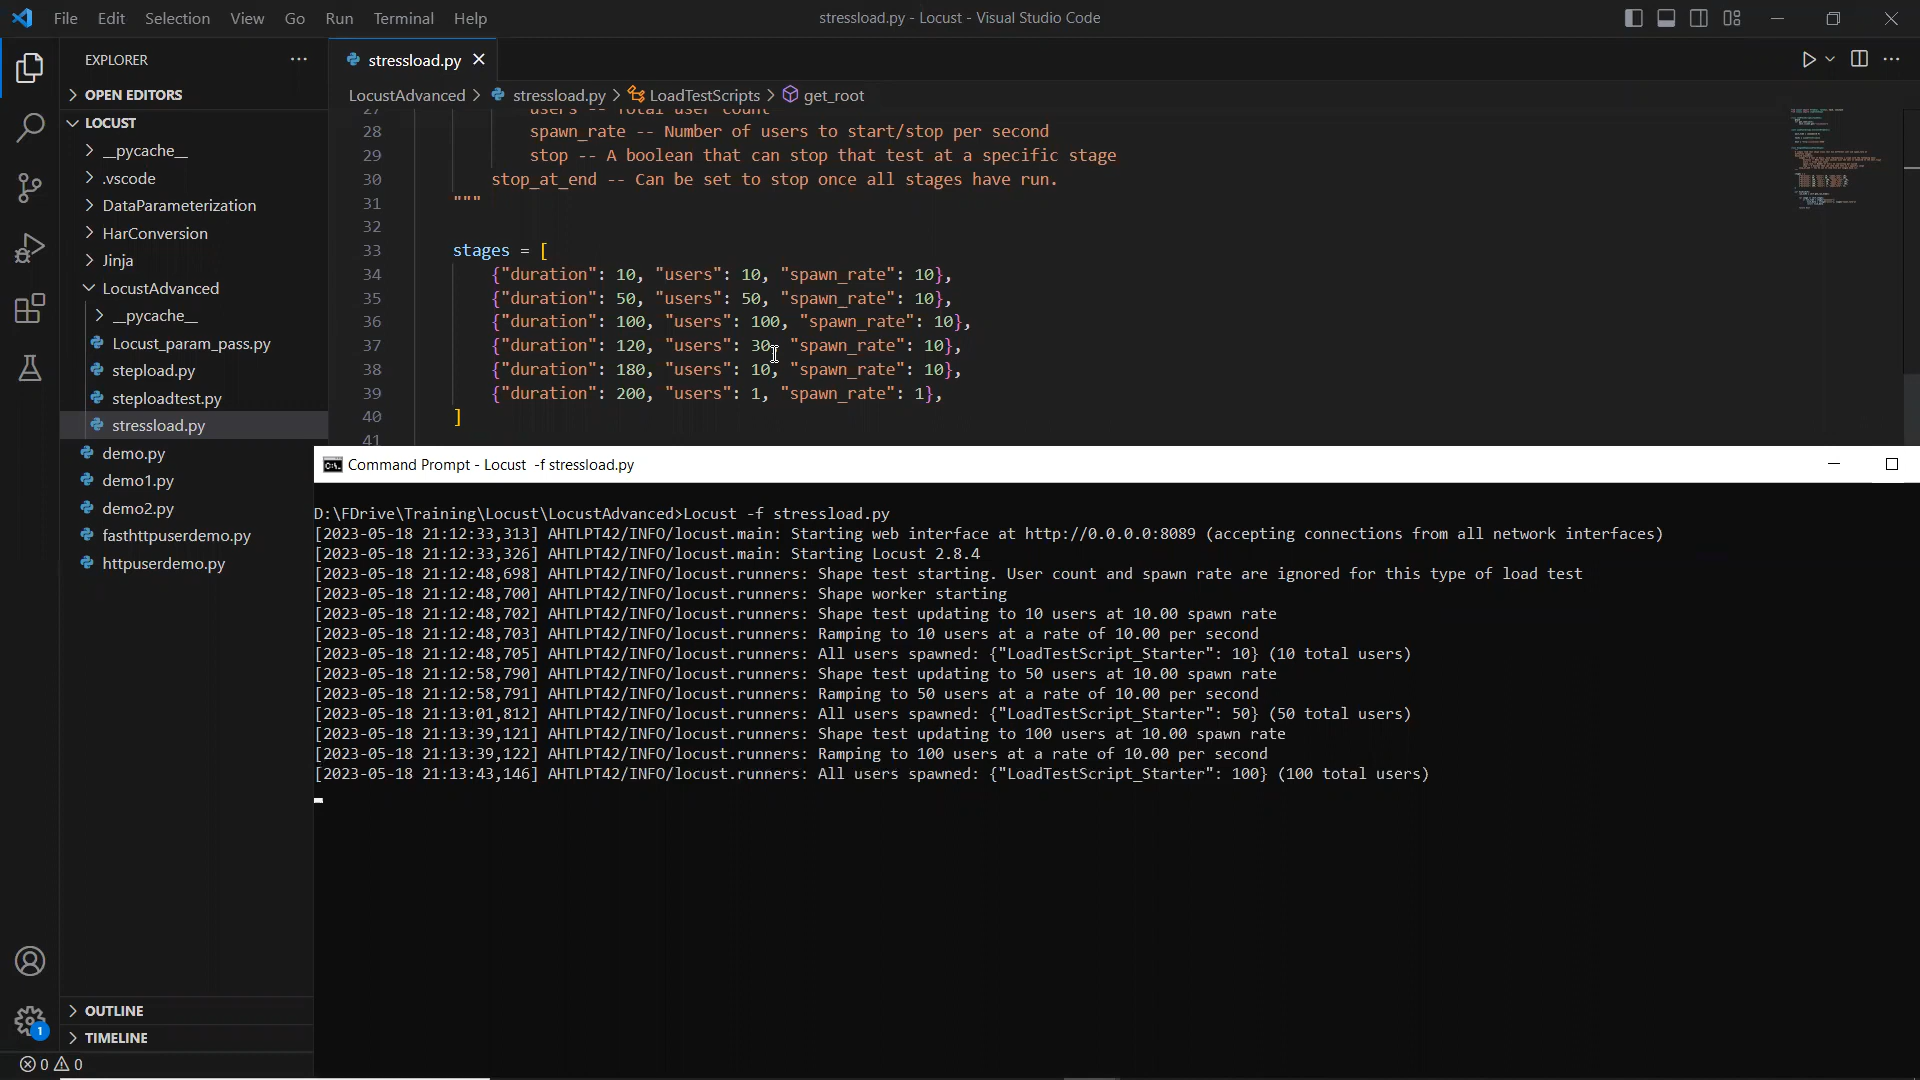 File Edit Selection View Go Run Terminal Help
stressload.py - Locust - Visual Studio Code
EXPLORER
OPEN EDITORS
LOCUST
__pycache__
.vscode
DataParameterization
HarConversion
Jinja
LocustAdvanced
__pycache__
Locust_param_pass.py
stepload.py
steploadtest.py
stressload.py
demo.py
demo1.py
demo2.py
fasthttpuserdemo.py
httpuserdemo.py
OUTLINE
TIMELINE
1
0 0
stressload.py
LocustAdvanced > stressload.py > LoadTestScripts > get_root
27 users -- Total user count
28 spawn_rate -- Number of users to start/stop per second
29 stop -- A boolean that can stop that test at a specific stage
30 stop_at_end -- Can be set to stop once all stages have run.
31 """
32
33 stages = [
34 {"duration": 10, "users": 10, "spawn_rate": 10},
35 {"duration": 50, "users": 50, "spawn_rate": 10},
36 {"duration": 100, "users": 100, "spawn_rate": 10},
37 {"duration": 120, "users": 30, "spawn_rate": 10},
38 {"duration": 180, "users": 10, "spawn_rate": 10},
39 {"duration": 200, "users": 1, "spawn_rate": 1},
40 ]
41
Command Prompt - Locust -f stressload.py
D:\FDrive\Training\Locust\LocustAdvanced>Locust -f stressload.py
[2023-05-18 21:12:33,313] AHTLPT42/INFO/locust.main: Starting web interface at http://0.0.0.0:8089 (accepting connections from all network interfaces)
[2023-05-18 21:12:33,326] AHTLPT42/INFO/locust.main: Starting Locust 2.8.4
[2023-05-18 21:12:48,698] AHTLPT42/INFO/locust.runners: Shape test starting. User count and spawn rate are ignored for this type of load test
[2023-05-18 21:12:48,700] AHTLPT42/INFO/locust.runners: Shape worker starting
[2023-05-18 21:12:48,702] AHTLPT42/INFO/locust.runners: Shape test updating to 10 users at 10.00 spawn rate
[2023-05-18 21:12:48,703] AHTLPT42/INFO/locust.runners: Ramping to 10 users at a rate of 10.00 per second
[2023-05-18 21:12:48,705] AHTLPT42/INFO/locust.runners: All users spawned: {"LoadTestScript_Starter": 10} (10 total users)
[2023-05-18 21:12:58,790] AHTLPT42/INFO/locust.runners: Shape test updating to 50 users at 10.00 spawn rate
[2023-05-18 21:12:58,791] AHTLPT42/INFO/locust.runners: Ramping to 50 users at a rate of 10.00 per second
[2023-05-18 21:13:01,812] AHTLPT42/INFO/locust.runners: All users spawned: {"LoadTestScript_Starter": 50} (50 total users)
[2023-05-18 21:13:39,121] AHTLPT42/INFO/locust.runners: Shape test updating to 100 users at 10.00 spawn rate
[2023-05-18 21:13:39,122] AHTLPT42/INFO/locust.runners: Ramping to 100 users at a rate of 10.00 per second
[2023-05-18 21:13:43,146] AHTLPT42/INFO/locust.runners: All users spawned: {"LoadTestScript_Starter": 100} (100 total users)